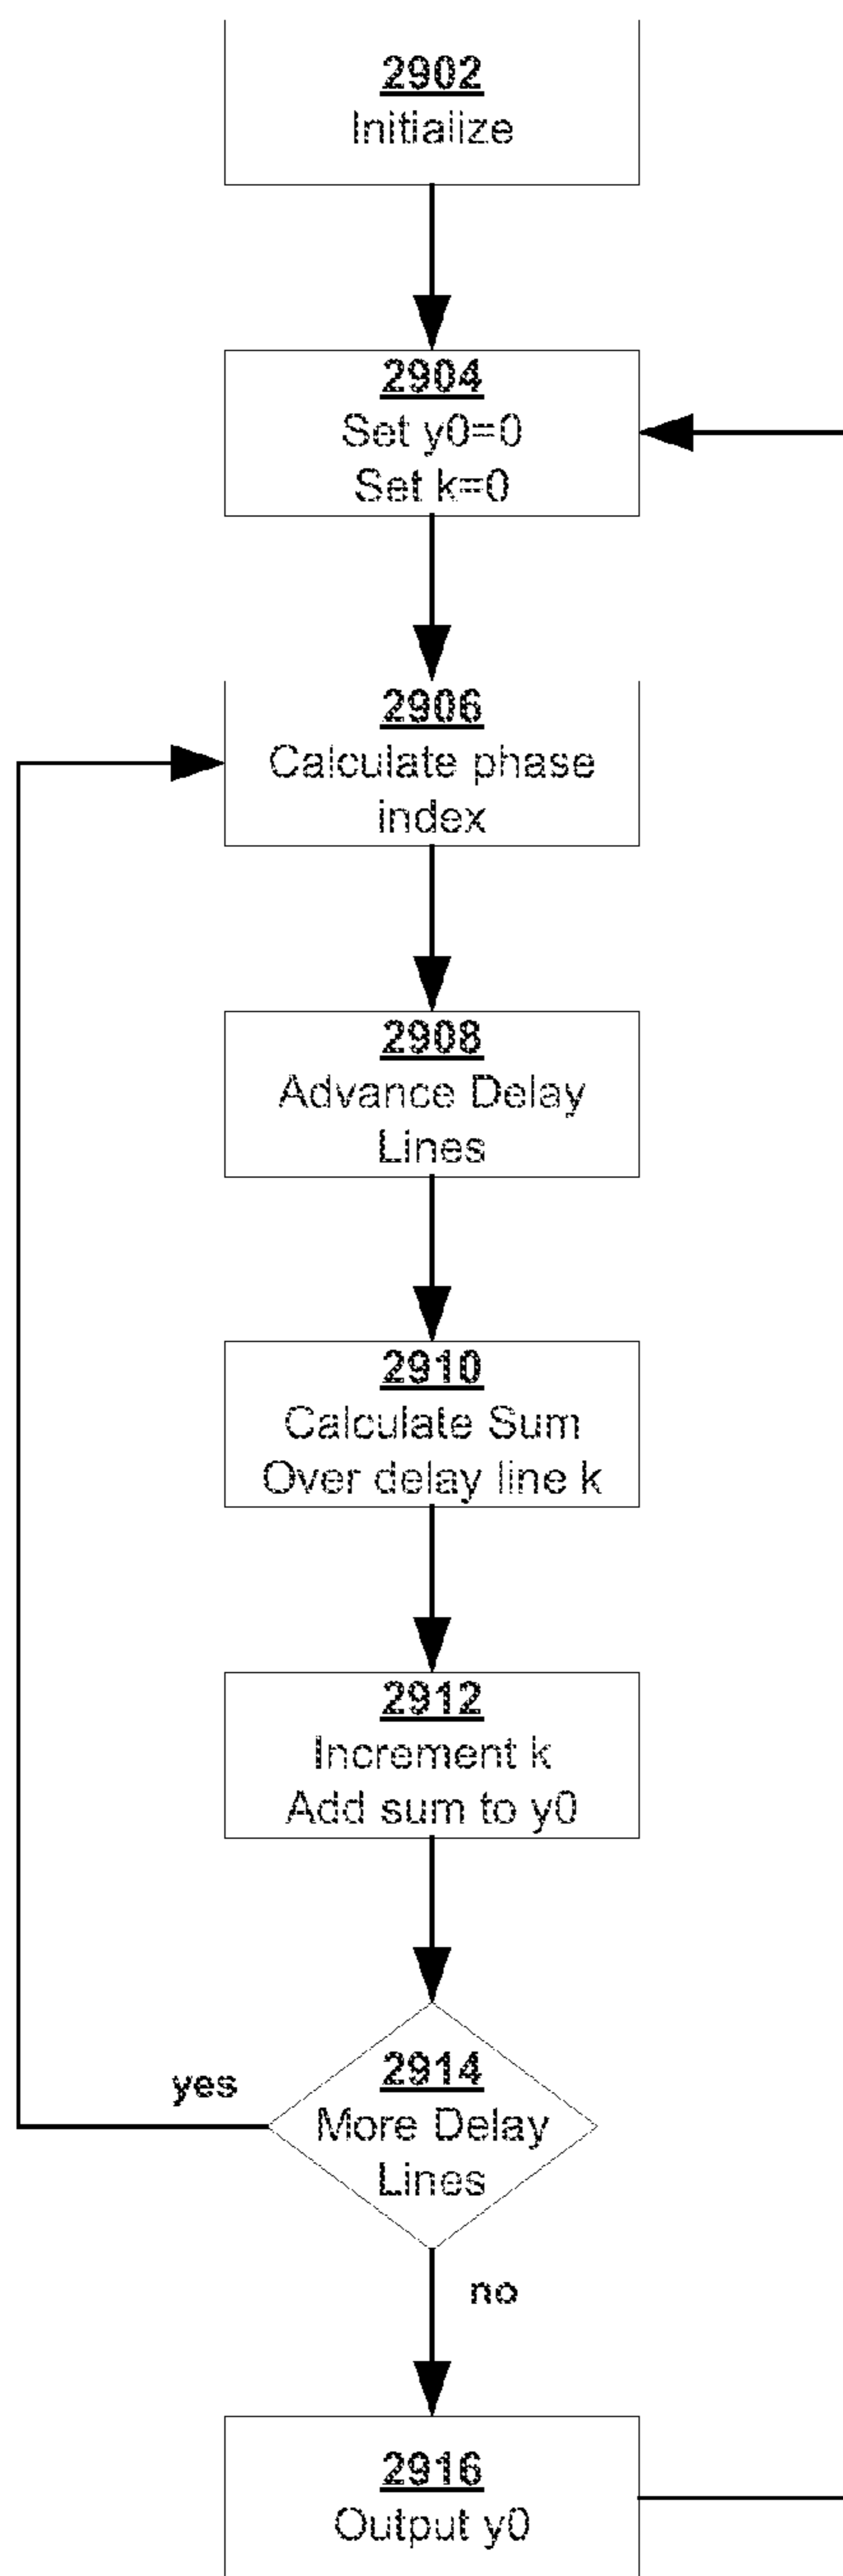 2902
Initialize
2904
Set y0=0
Set k=0
2906
Calculate phase
index
2908
Advance Delay
Lines
2910
Calculate Sum
Over delay line k
2912
Increment k
Add sum to y0
yes
2914
More Delay
Lines
no
2916
Output y0